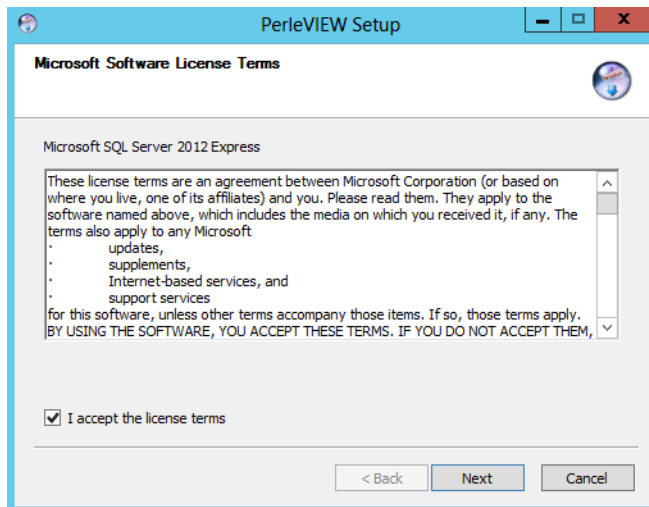 PerleVIEW Setup
Microsoft Software License Terms
Microsoft SQL Server 2012 Express
These license terms are an agreement between Microsoft Corporation (or based on
where you live, one of its affiliates) and you. Please read them. They apply to the
software named above, which includes the media on which you received it, if any. The
terms also apply to any Microsoft
· updates,
· supplements,
· Internet-based services, and
· support services
for this software, unless other terms accompany those items. If so, those terms apply.
BY USING THE SOFTWARE, YOU ACCEPT THESE TERMS. IF YOU DO NOT ACCEPT THEM,
I accept the license terms
< Back Next Cancel